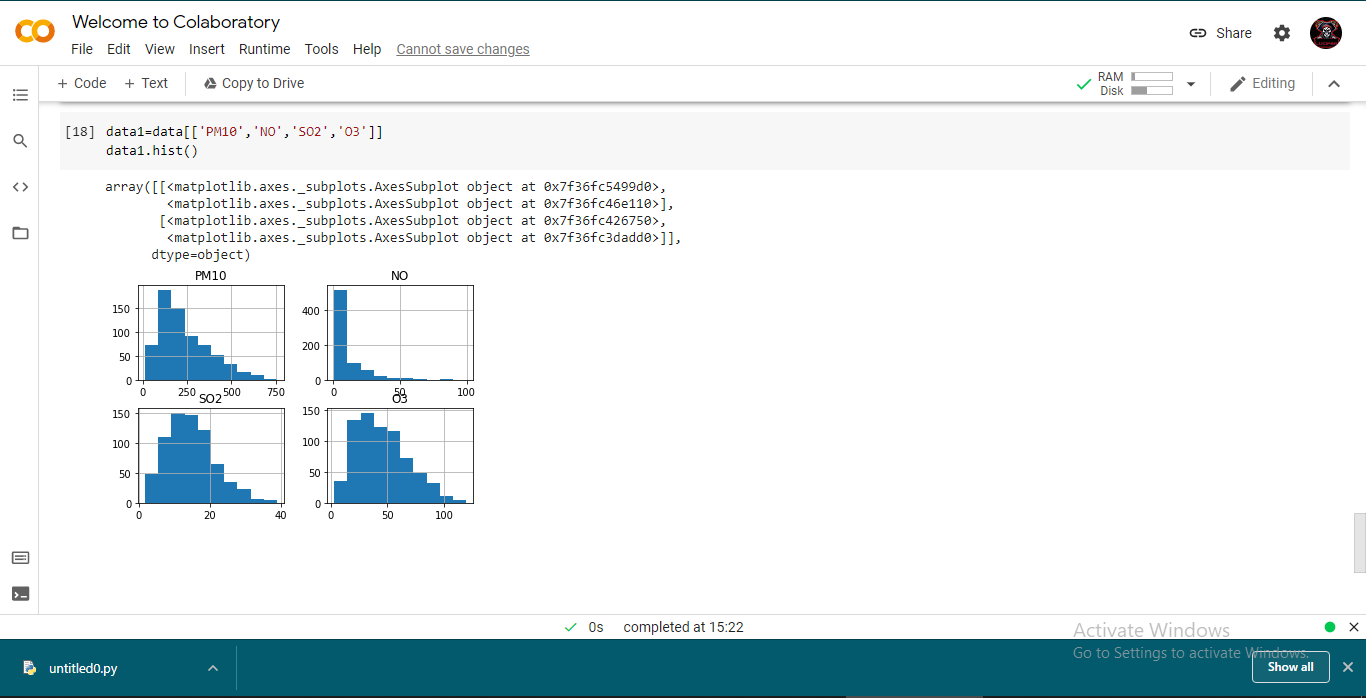 Welcome to Colaboratory
File Edit View Insert Runtime Tools Help Cannot save changes
Share
+ Code + Text Copy to Drive
RAM
Disk
Editing
[18] data1=data[['PM10','NO','SO2','O3']]
data1.hist()
array([[<matplotlib.axes._subplots.AxesSubplot object at 0x7f36fc5499d0>,
<matplotlib.axes._subplots.AxesSubplot object at 0x7f36fc46e110>],
[<matplotlib.axes._subplots.AxesSubplot object at 0x7f36fc426750>,
<matplotlib.axes._subplots.AxesSubplot object at 0x7f36fc3dadd0>]],
dtype=object)
PM10 NO
150
100
50
0
0 250 500 750
400
200
0
0 50 100
SO2 O3
150
100
50
0
0 20 40
150
100
50
0
0 50 100
0s completed at 15:22
Activate Windows
Go to Settings to activate Windows.
untitled0.py
Show all